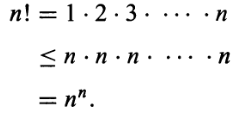 n! = 1 · 2 · 3 · ⋯ · n
≤ n · n · n · ⋯ · n
= nⁿ.